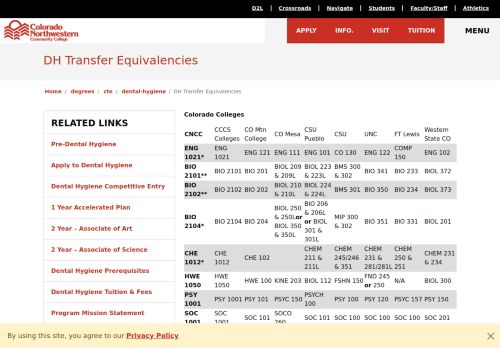 D2L | Crossroads | Navigate | Students | Faculty/Staff | Athletics
Colorado
Northwestern
Community College
APPLY INFO. VISIT TUITION MENU
DH Transfer Equivalencies
Home / degrees / cte / dental-hygiene / DH Transfer Equivalencies
RELATED LINKS
Pre-Dental Hygiene
Apply to Dental Hygiene
Dental Hygiene Competitive Entry
1 Year Accelerated Plan
2 Year – Associate of Art
2 Year – Associate of Science
Dental Hygiene Prerequisites
Dental Hygiene Tuition & Fees
Program Mission Statement
Colorado Colleges
CNCC CCCS Colleges CO Mtn College CO Mesa CSU Pueblo CSU UNC FT Lewis Western State CO
ENG 1021* ENG 1021 ENG 121 ENG 111 ENG 101 CO 130 ENG 122 COMP 150 ENG 102
BIO 2101** BIO 2101 BIO 201 BIO 209 & 209L BIO 223 & 223L BMS 300 & 302 BIO 341 BIO 233 BIOL 372
BIO 2102** BIO 2102 BIO 202 BIO 210 & 210L BIO 224 & 224L BMS 301 & 302 BIO 350 BIO 234 BIOL 373
BIO 2104* BIO 2104 BIO 204 BIO 250 & 250L or BIOL 350 & 350L BIO 206 & 206L or BIOL 301 & 301L MIP 300 & 302 BIO 351 BIO 331 BIOL 201
CHE 1012* CHE 1012 CHE 102 CHEM 211 & 211L CHEM 245/246 & 351 CHEM 231 & 281/281L CHEM 250 & 251 CHEM 231 & 234
HWE 1050 HWE 1050 HWE 100 KINE 203 BIOL 112 FSHN 150 FND 245 or 250 N/A BIOL 300
PSY 1001 PSY 1001 PSY 101 PSYC 150 PSYCH 100 PSY 100 PSY 120 PSYC 157 PSY 150
SOC 1001 SOC 1001 SOC 101 SOCO 260 SOC 101 SOC 100 SOC 100 SOC 100 SOC 201
By using this site, you agree to our Privacy Policy
x